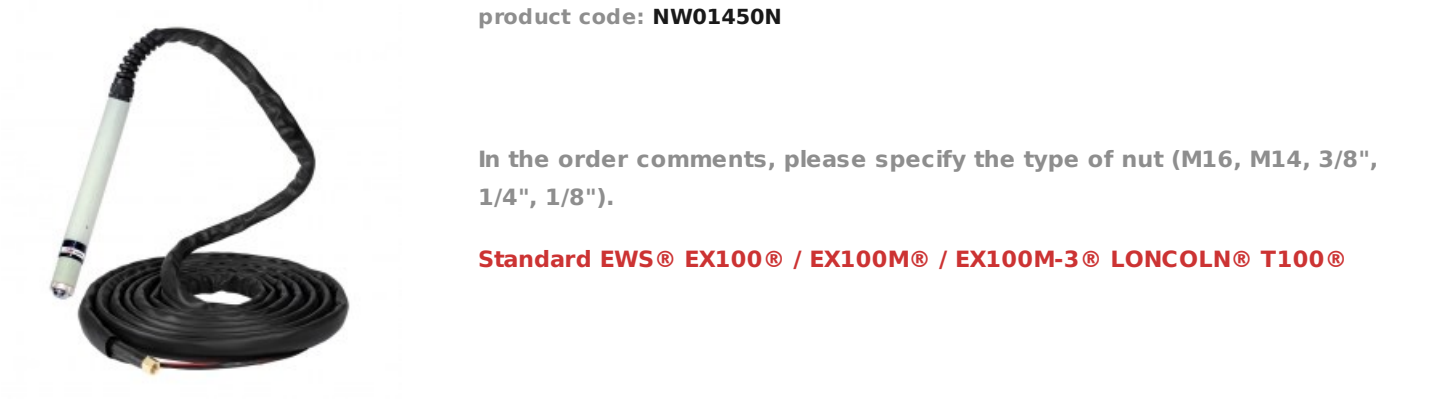 product code: NW01450N
In the order comments, please specify the type of nut (M16, M14, 3/8",
1/4", 1/8").
Standard EWS® EX100® / EX100M® / EX100M-3® LONCOLN® T100®